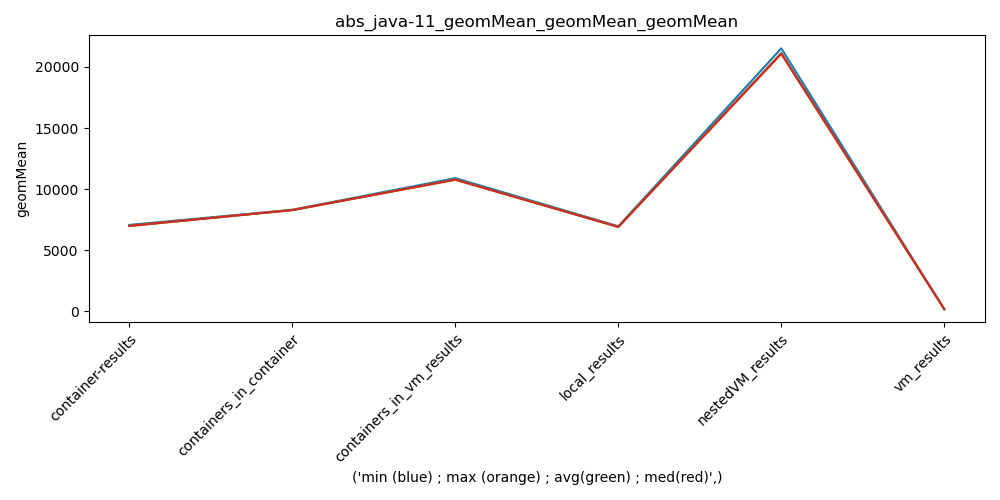 abs_java-11_geomMean_geomMean_geomMean
geomMean
20000
15000
10000
5000
0
container-results
containers_in_container
containers_in_vm_results
local_results
nestedVM_results
vm_results
('min (blue) ; max (orange) ; avg(green) ; med(red)',)